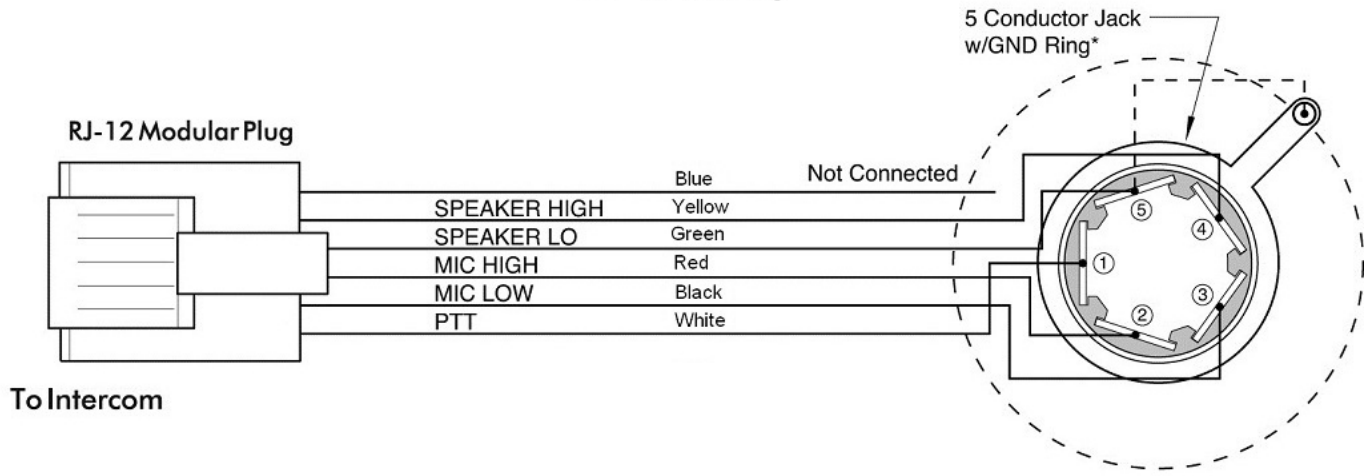 5 Conductor Jack
w/GND Ring*
RJ-12 Modular Plug
Blue Not Connected
SPEAKER HIGH Yellow
SPEAKER LO Green
MIC HIGH Red
MIC LOW Black
PTT White
5
4
1
3
2
To Intercom